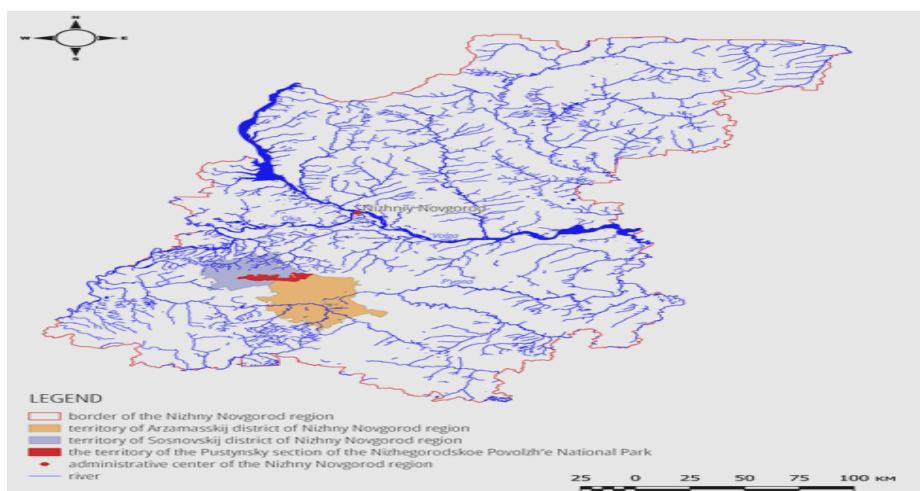 N
W E
S
Nizhniy Novgorod
Oka
Volga
Pyana
LEGEND
border of the Nizhny Novgorod region
territory of Arzamasskij district of Nizhny Novgorod region
territory of Sosnovskij district of Nizhny Novgorod region
the territory of the Pustynsky section of the Nizhegorodskoe Povolzh'e National Park
administrative center of the Nizhny Novgorod region
river
25 0 25 50 75 100 км